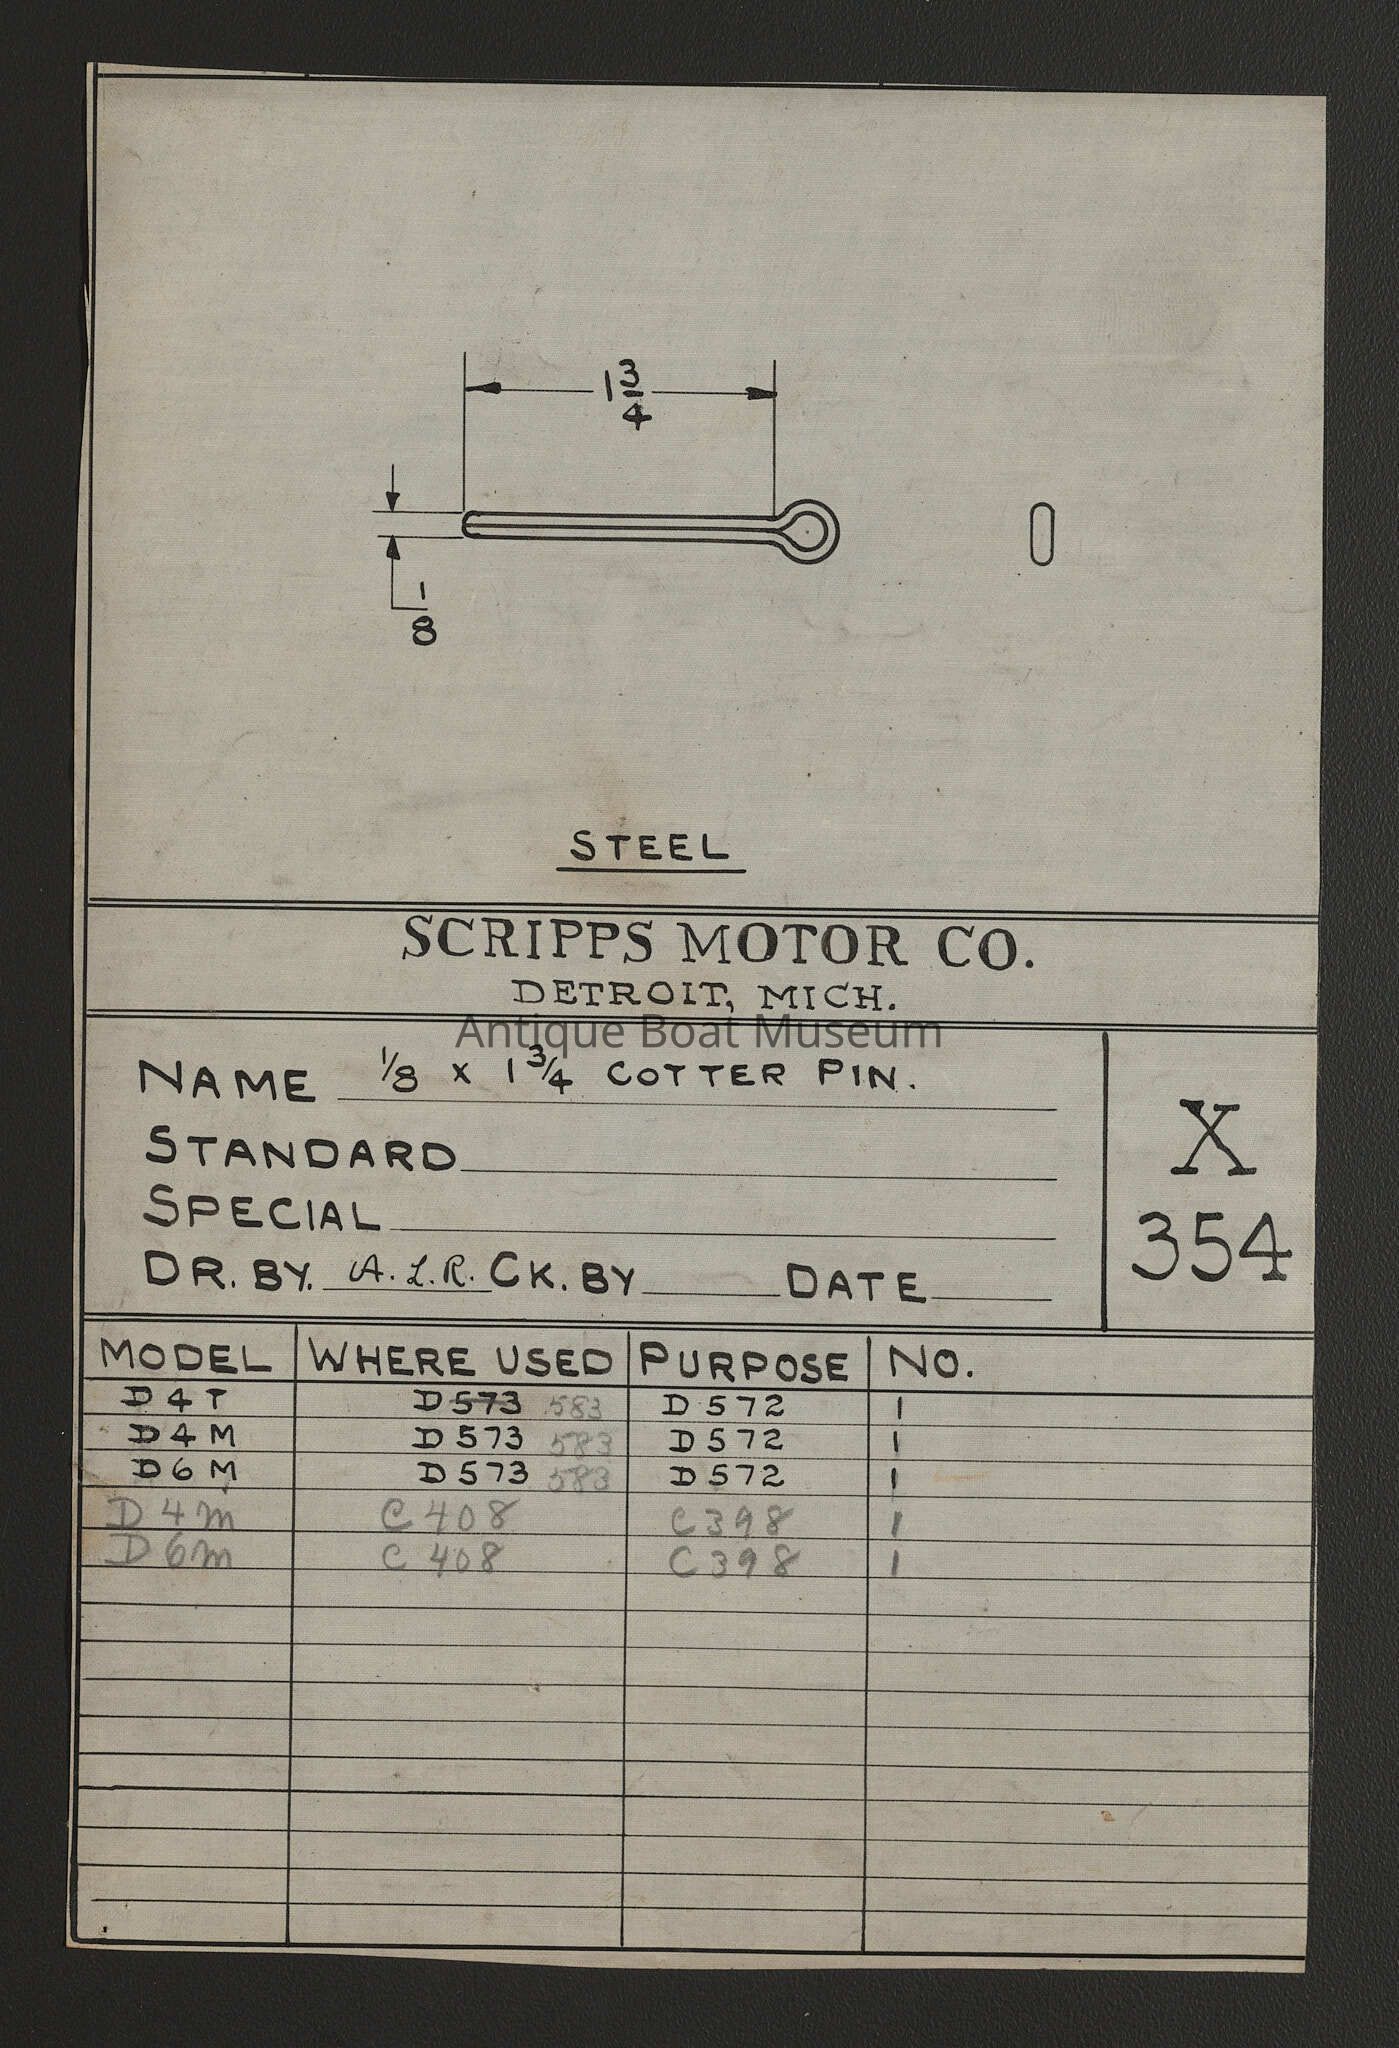 1 3/4
1/8
STEEL
SCRIPPS MOTOR CO.
DETROIT, MICH.
Antique Boat Museum
NAME 1/8 x 1 3/4 COTTER PIN.
STANDARD
SPECIAL
DR. BY. A.L.R. CK. BY DATE
X
354
MODEL WHERE USED PURPOSE NO.
D4T D573 583 D572 1
D4M D573 583 D572 1
D6M D573 583 D572 1
D4m C408 C398 1
D6m C408 C398 1